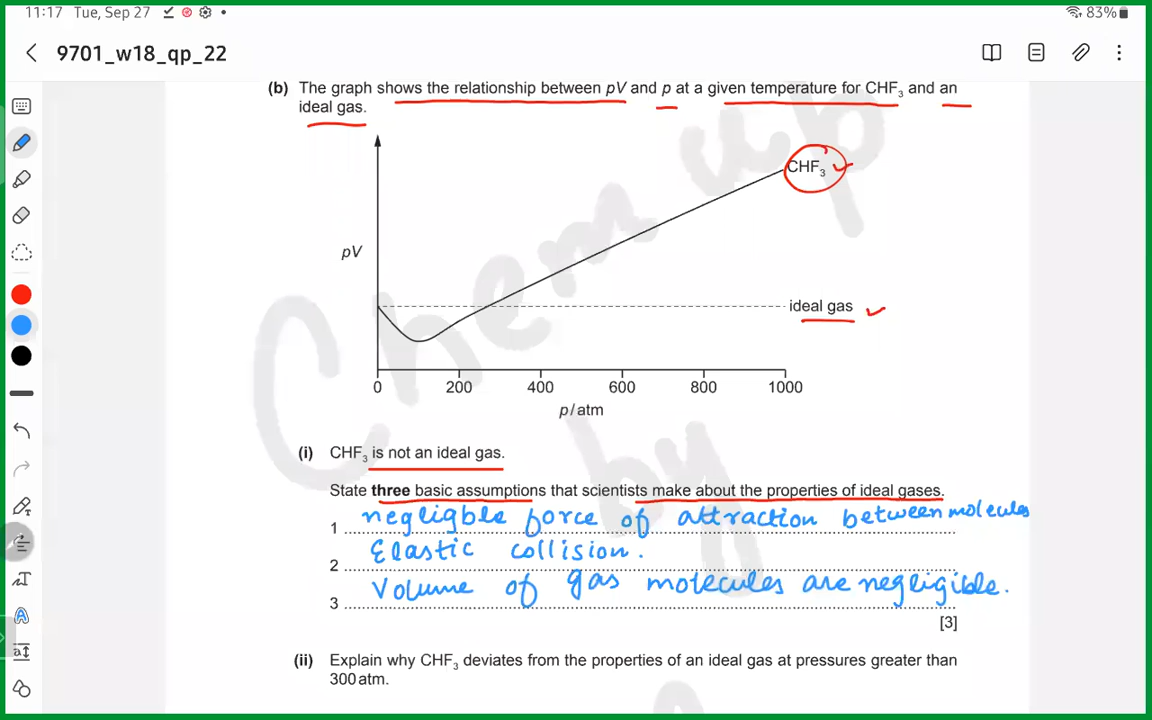 11:17 Tue, Sep 27
83%
9701_w18_qp_22
(b) The graph shows the relationship between pV and p at a given temperature for CHF₃ and an
ideal gas.
CHF₃
pV
ideal gas
0 200 400 600 800 1000
p/atm
(i) CHF₃ is not an ideal gas.
State three basic assumptions that scientists make about the properties of ideal gases.
1 negligble force of attraction between molecules
2 Elastic collision.
3 Volume of gas molecules are negligible.
[3]
(ii) Explain why CHF₃ deviates from the properties of an ideal gas at pressures greater than
300 atm.
Chem up
by